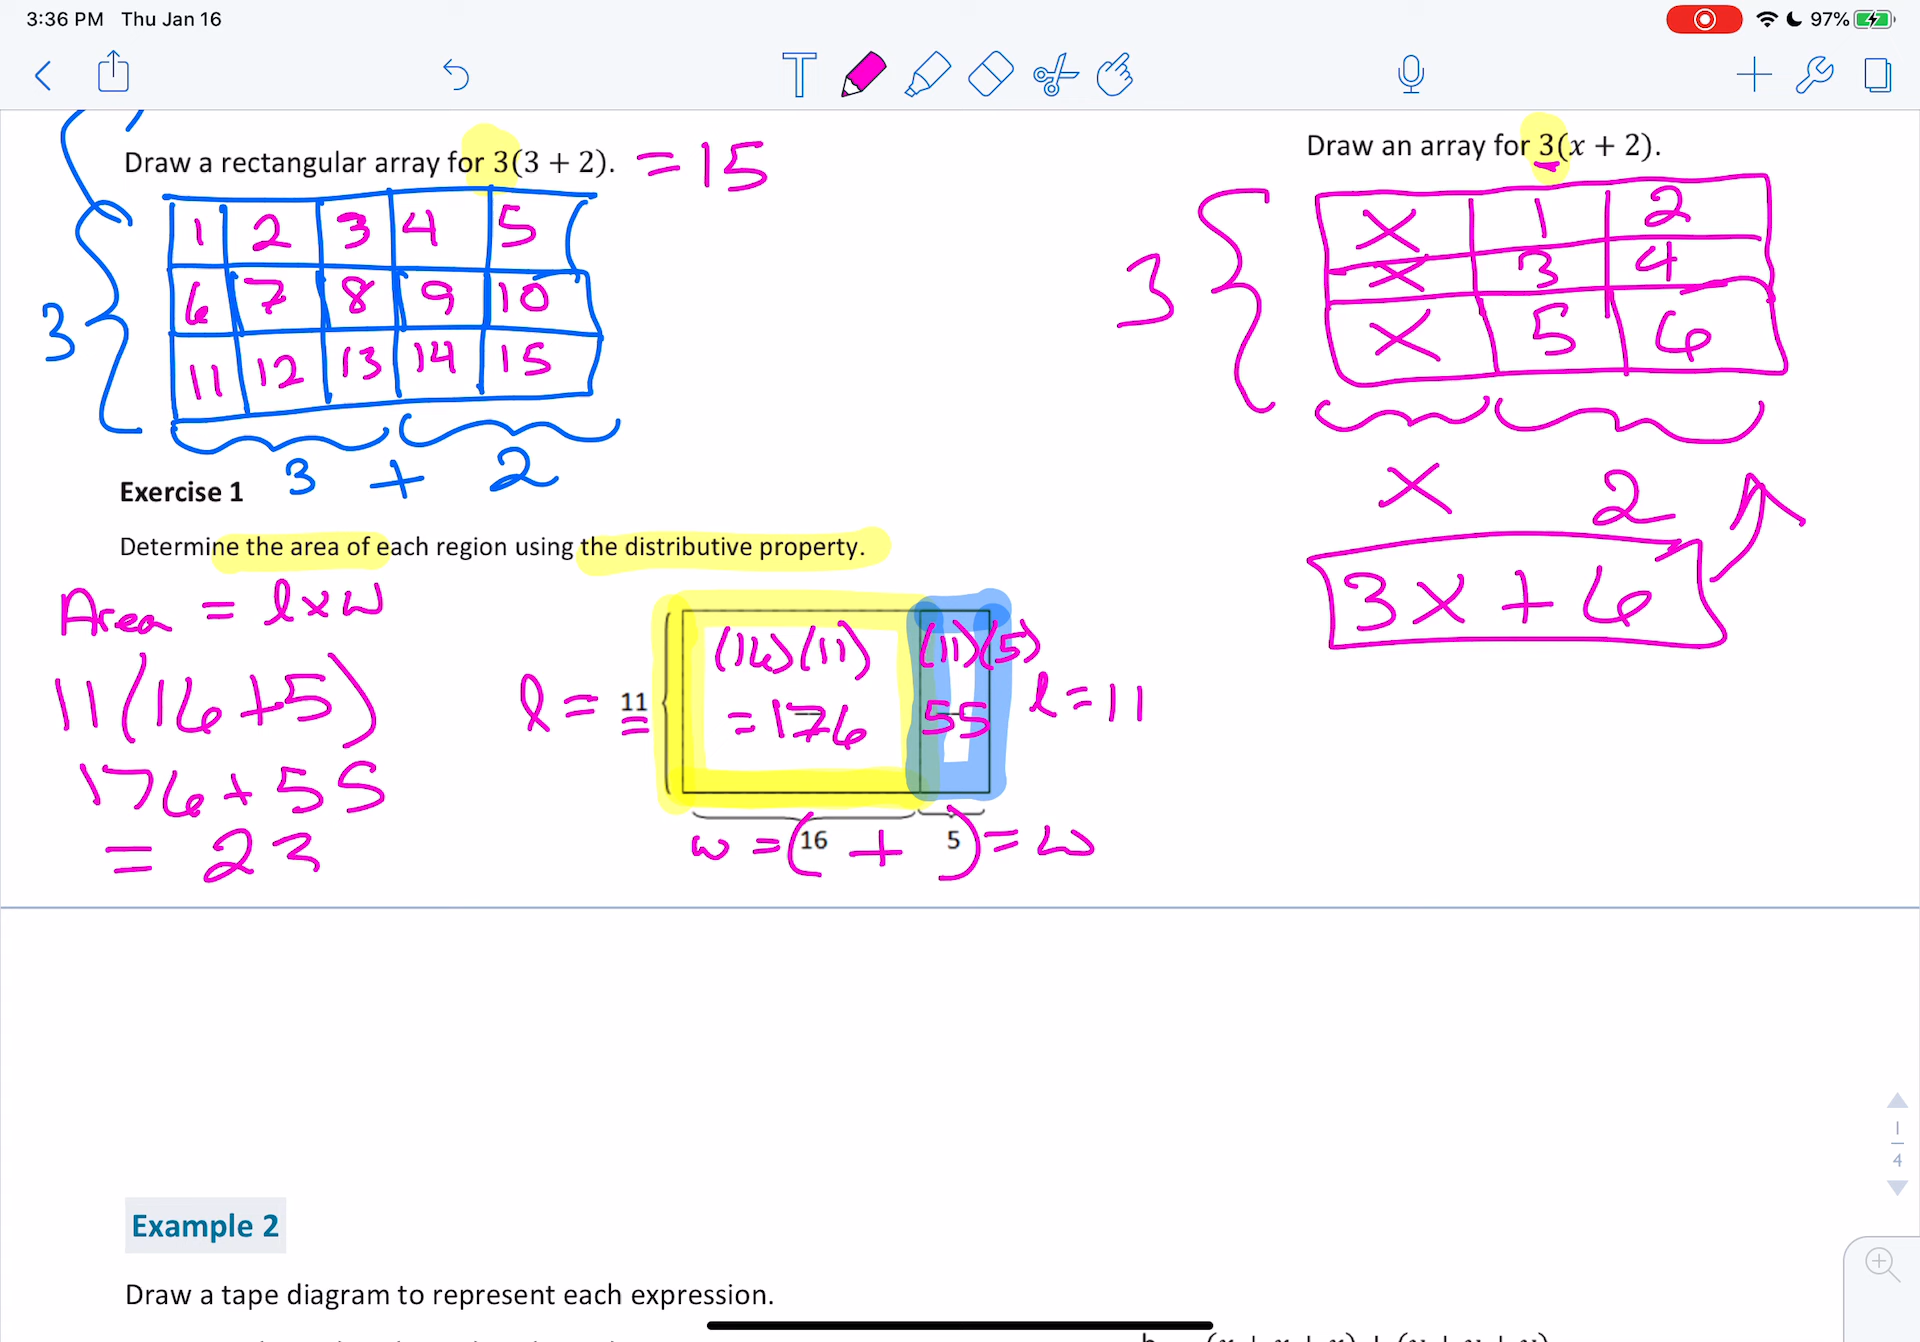 3:36 PM Thu Jan 16
97%
Draw a rectangular array for 3(3 + 2). = 15
1 2 3 4 5
6 7 8 9 10
11 12 13 14 15
3
3 + 2
Draw an array for 3(x + 2).
x 1 2
x 3 4
x 5 6
3
x 2
3x + 6
Exercise 1
Determine the area of each region using the distributive property.
Area = l x w
11(16+5)
176+55
= 23
(16)(11) (11)(5)
l = 11
= 176 55
l = 11
w = (16 + 5) = w
1
4
Example 2
Draw a tape diagram to represent each expression.